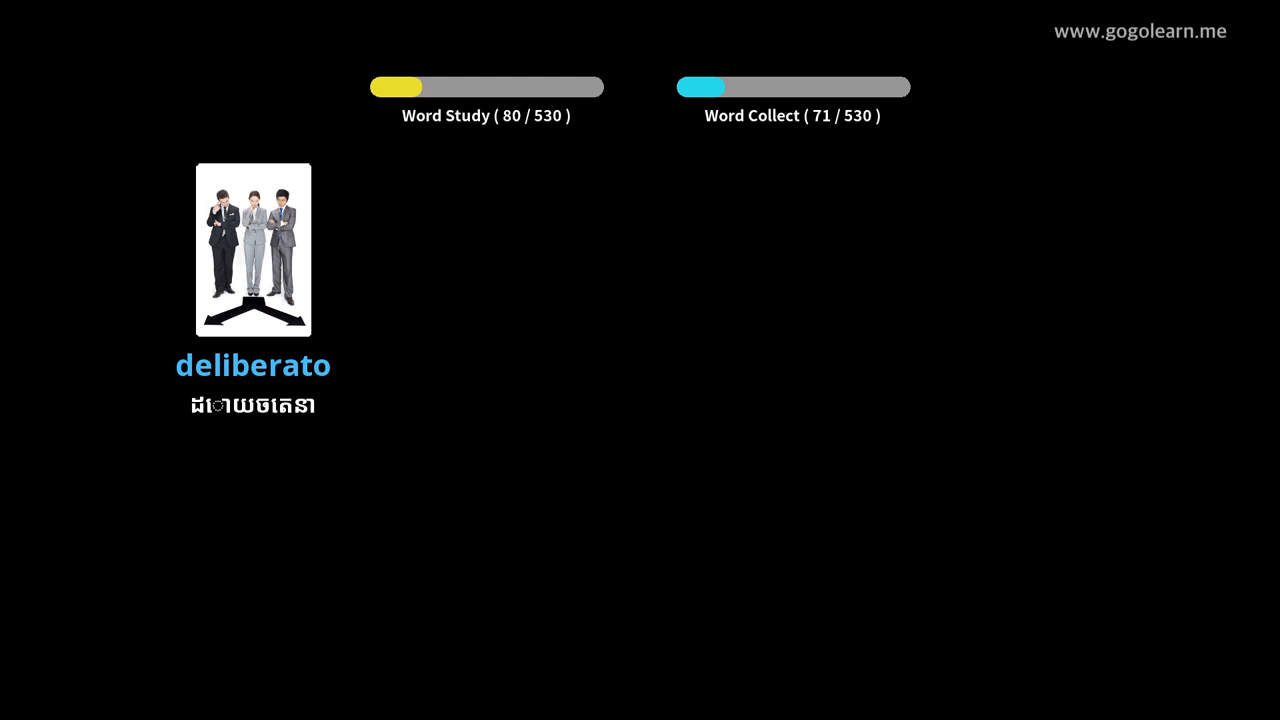 www.gogolearn.me
Word Study ( 80 / 530 )
Word Collect ( 71 / 530 )
deliberato
ដោយចតេនា